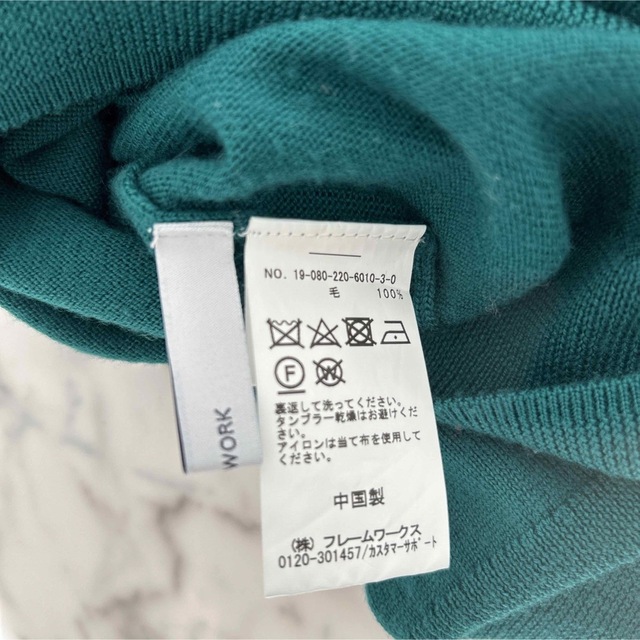 WORK
NO. 19-080-220-6010-3-0
毛 100%
F W
裏返して洗ってください。
タンブラー乾燥はお避けくだ
さい。
アイロンは当て布を使用して
ください。
中国製
(株) フレームワークス
0120-301457/カスタマーサポート